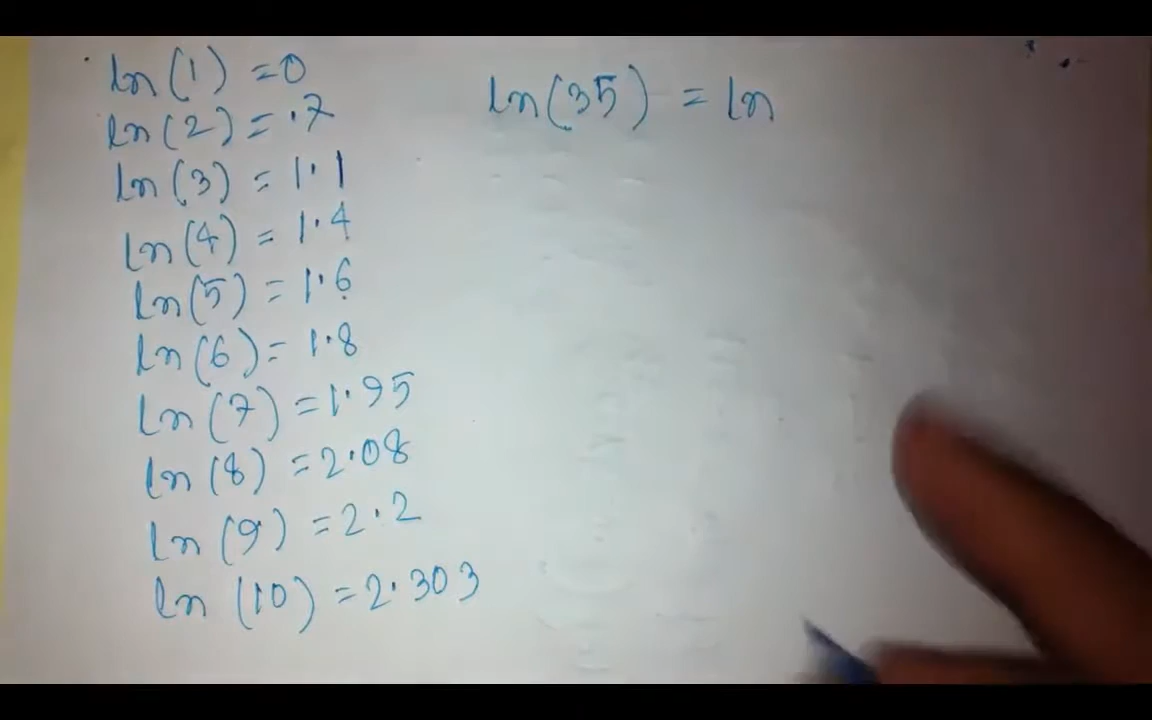 ln(1) =0
ln(2) = .7
ln(3) = 1.1
ln(4) = 1.4
ln(5) = 1.6
ln(6) = 1.8
ln(7) = 1.95
ln(8) = 2.08
ln(9) = 2.2
ln(10) = 2.303
ln(35) = ln